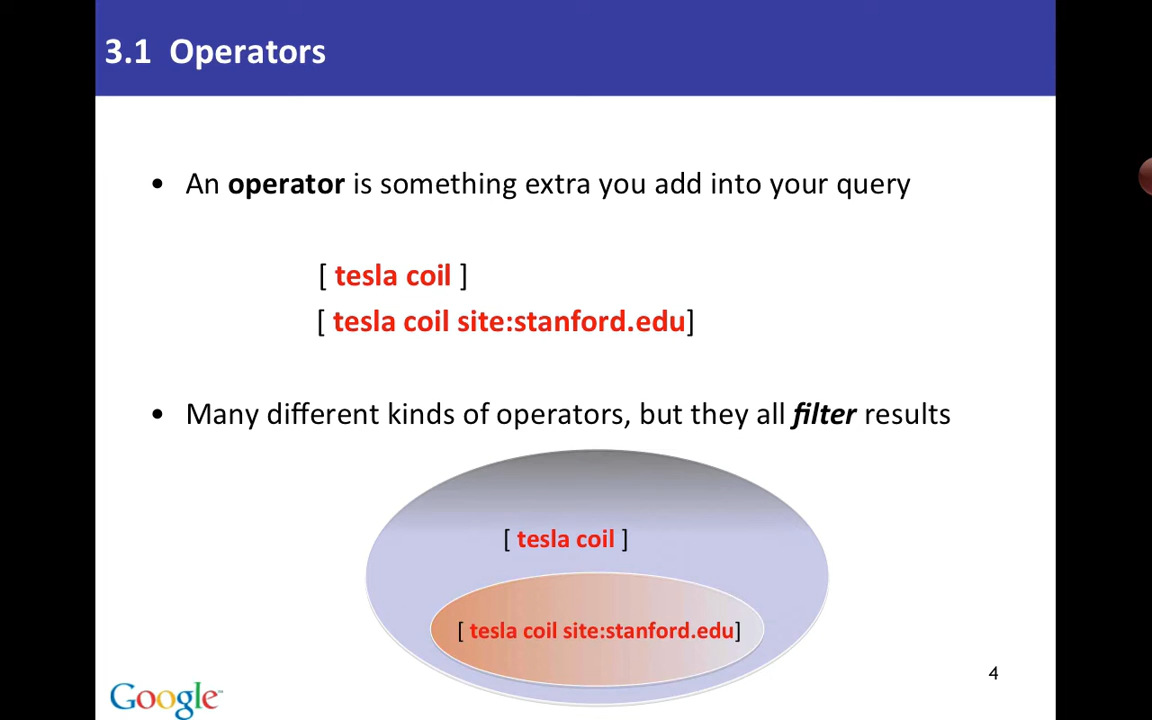 3.1 Operators
• An operator is something extra you add into your query
[ tesla coil ]
[ tesla coil site:stanford.edu]
• Many different kinds of operators, but they all filter results
[ tesla coil ]
[ tesla coil site:stanford.edu]
Google™
4